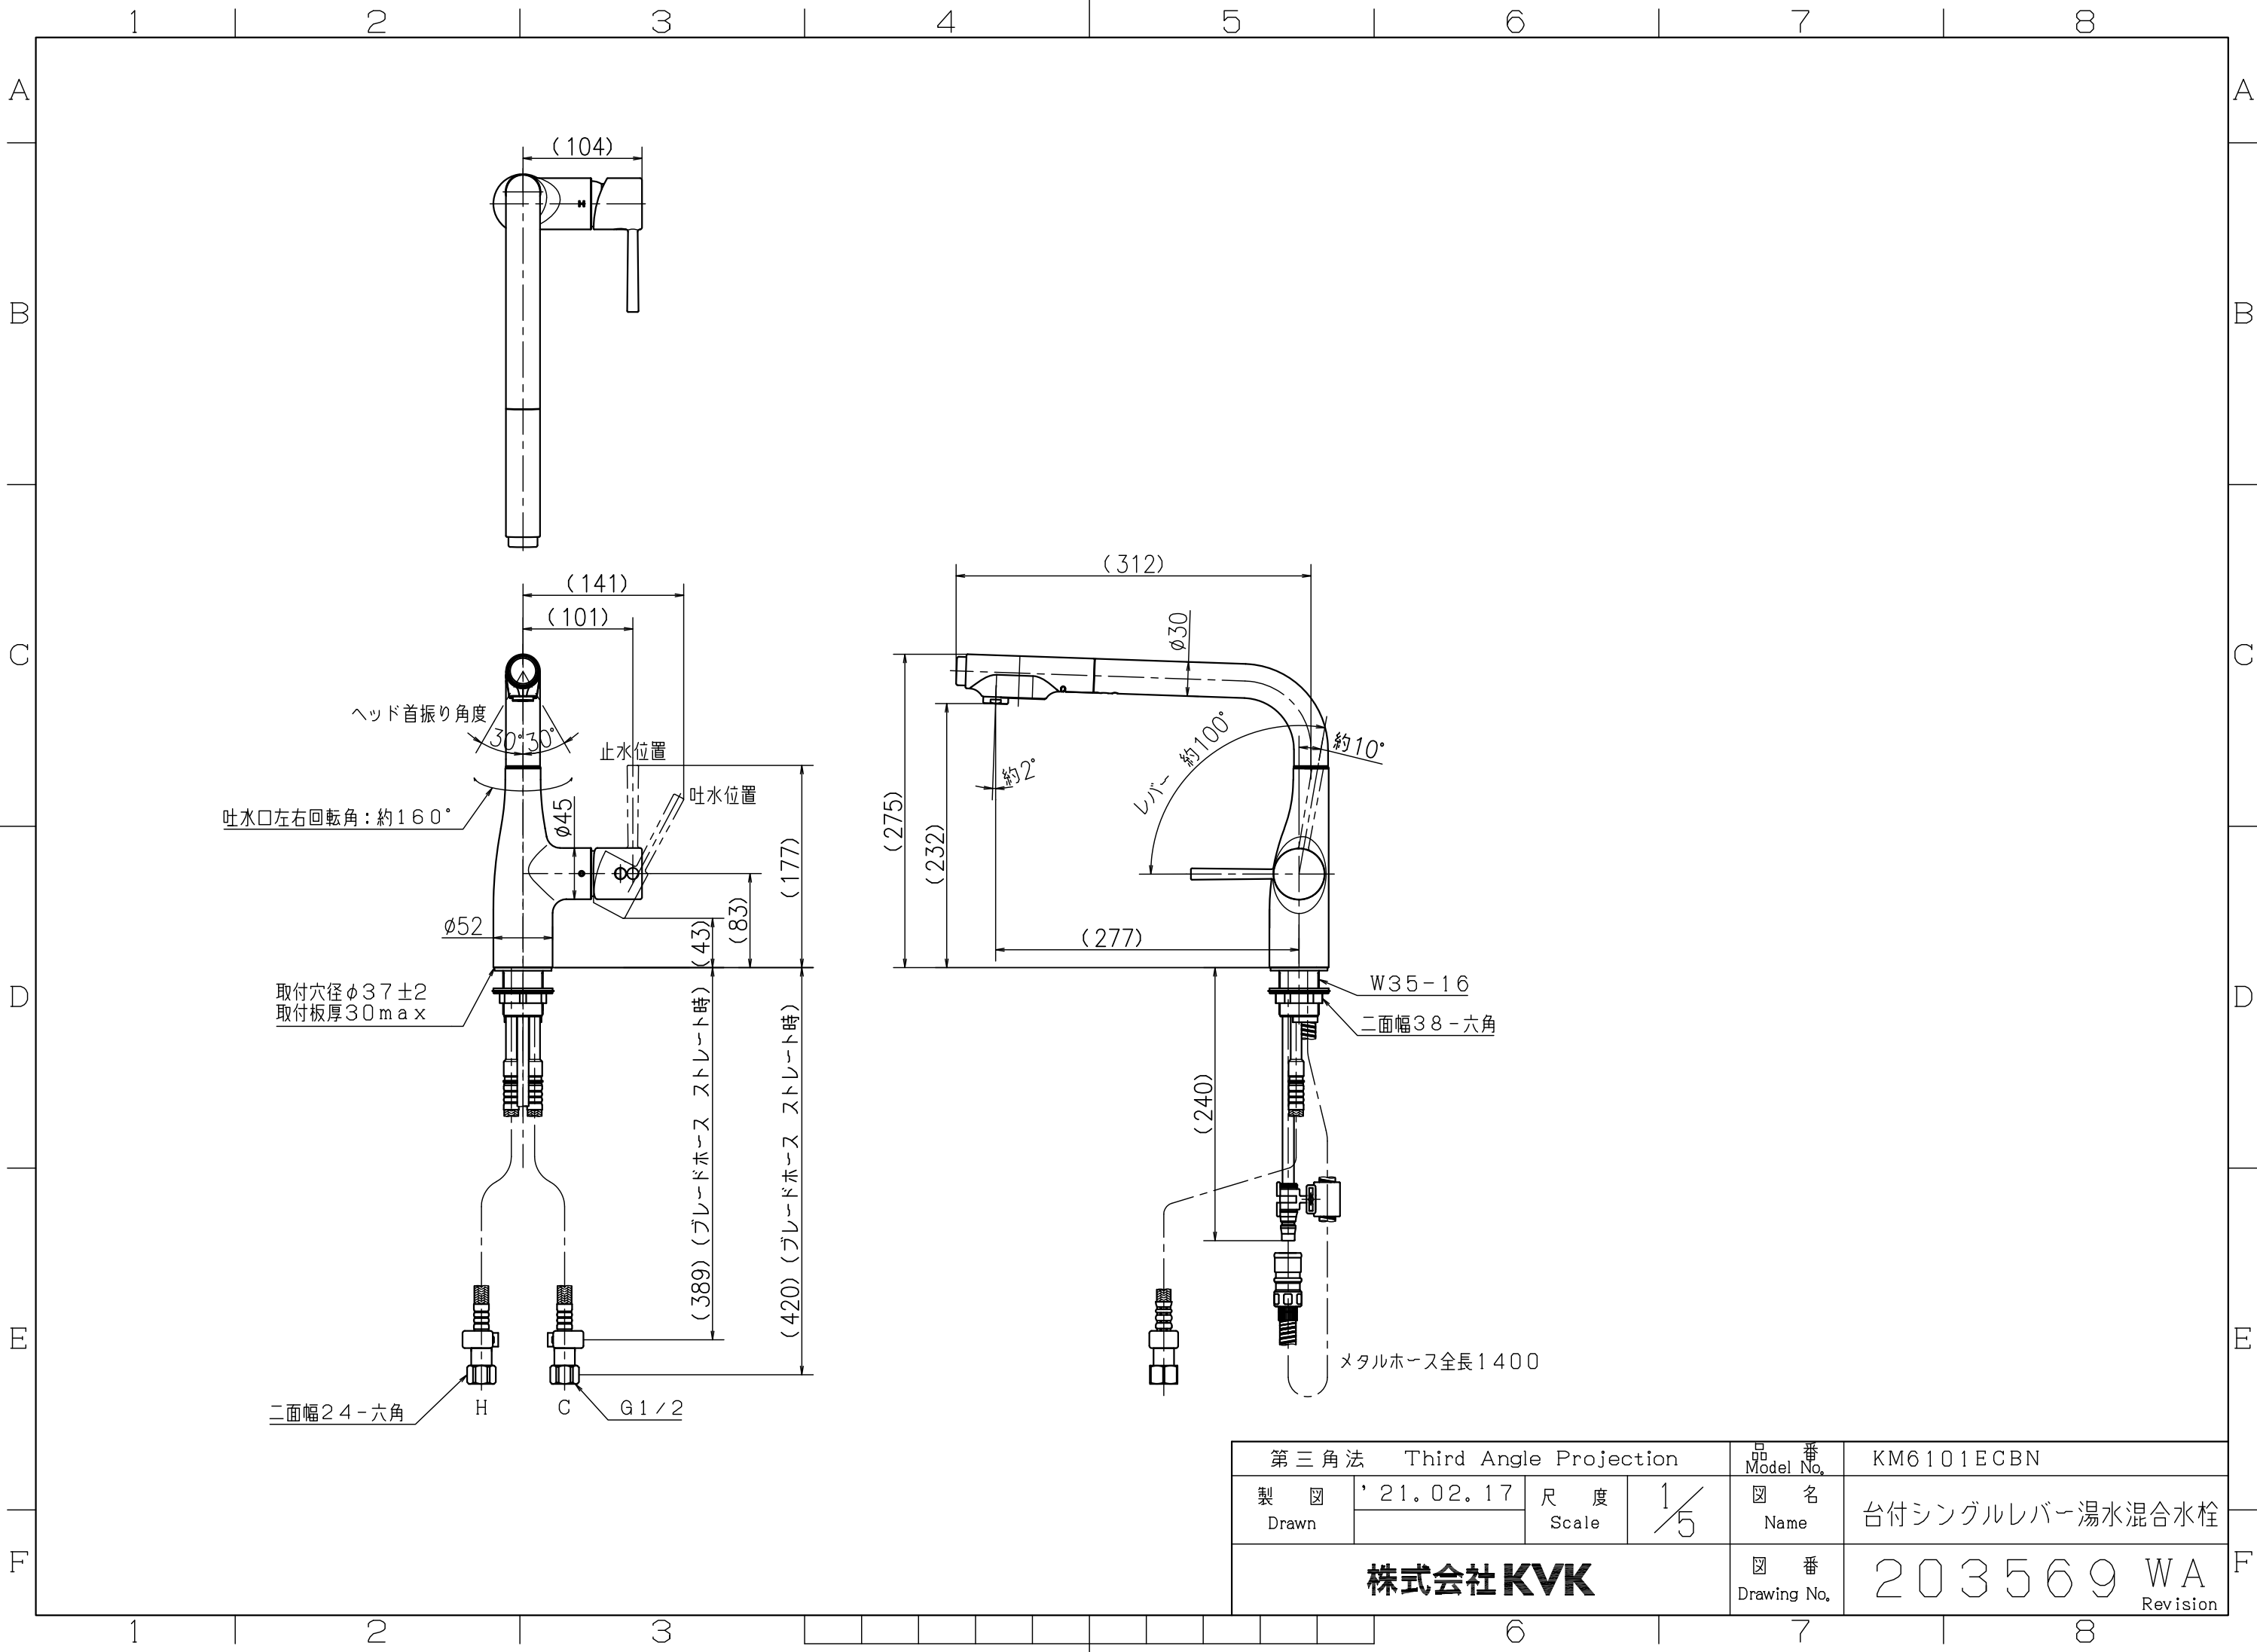 1 2 3 4 5 6 7 8
A A
B B
C C
D D
E E
F F
(104)
H
(141)
(101)
ヘッド首振り角度
30° 30°
止水位置
吐水位置
吐水口左右回転角：約160°
φ45
(177)
(83)
(43)
φ52
取付穴径φ37±2
取付板厚30max
(389)(ブレードホース ストレート時)
(420)(ブレードホース ストレート時)
二面幅24-六角
H
C
G1/2
(312)
φ30
約10°
レバー 約100°
約2°
(275)
(232)
(277)
W35-16
二面幅38-六角
(240)
メタルホース全長1400
第三角法 Third Angle Projection
品番 Model No.
KM6101ECBN
製図 Drawn
'21.02.17
尺度 Scale
1/5
図名 Name
台付シングルレバー湯水混合水栓
株式会社KVK
図番 Drawing No.
203569 WA
Revision
1 2 3 6 7 8